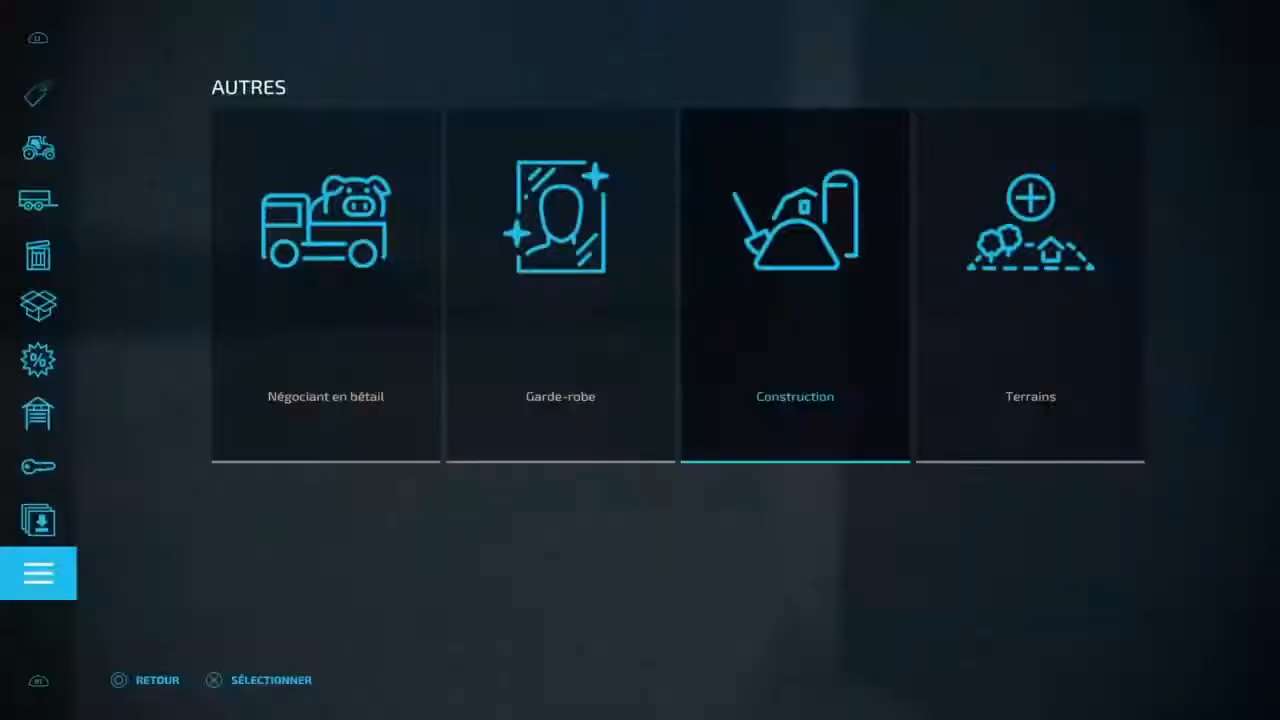 AUTRES
Négociant en bétail
Garde-robe
Construction
Terrains
%
RETOUR
SÉLECTIONNER